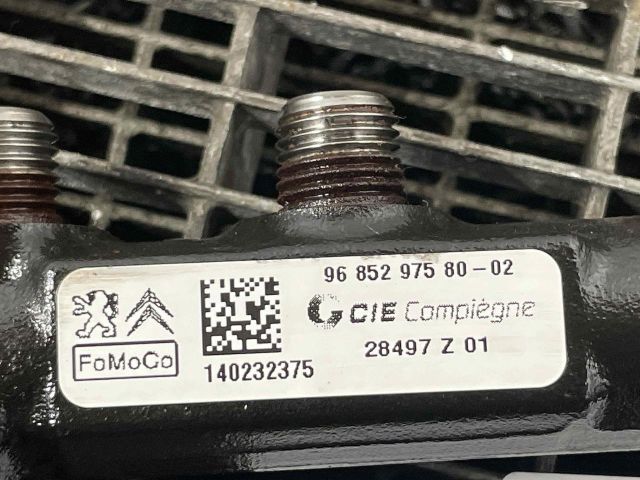 96 852 975 80-02
CIE Compiègne
28497 Z 01
FoMoCo
140232375